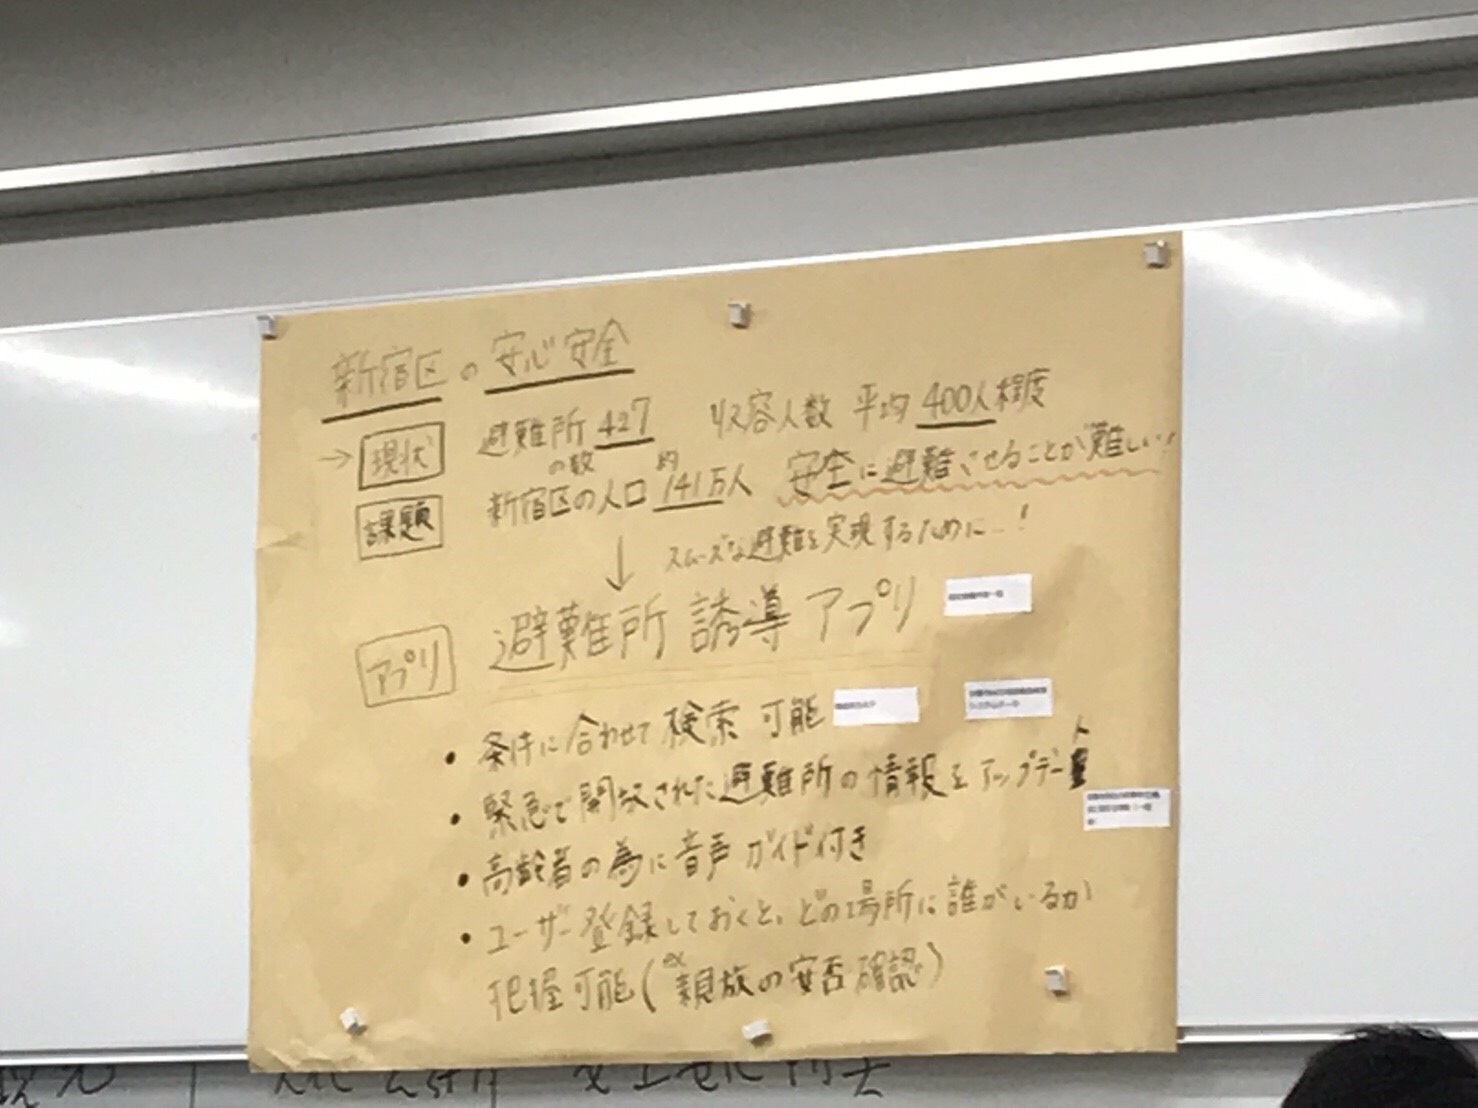 新宿区の安心安全
→ 現状 避難所の数 427 収容人数 平均400人程度
課題 新宿区の人口 約141万人 安全に避難させることが難しい!
↓ スムーズな避難を実現するために…!
アプリ 避難所 誘導 アプリ
・条件に合わせて検索可能
・緊急で開放された避難所の情報をアップデート
・高齢者の為に音声ガイド付き
・ユーザー登録しておくと、どの場所に誰がいるか
把握可能(ex 親族の安否確認)